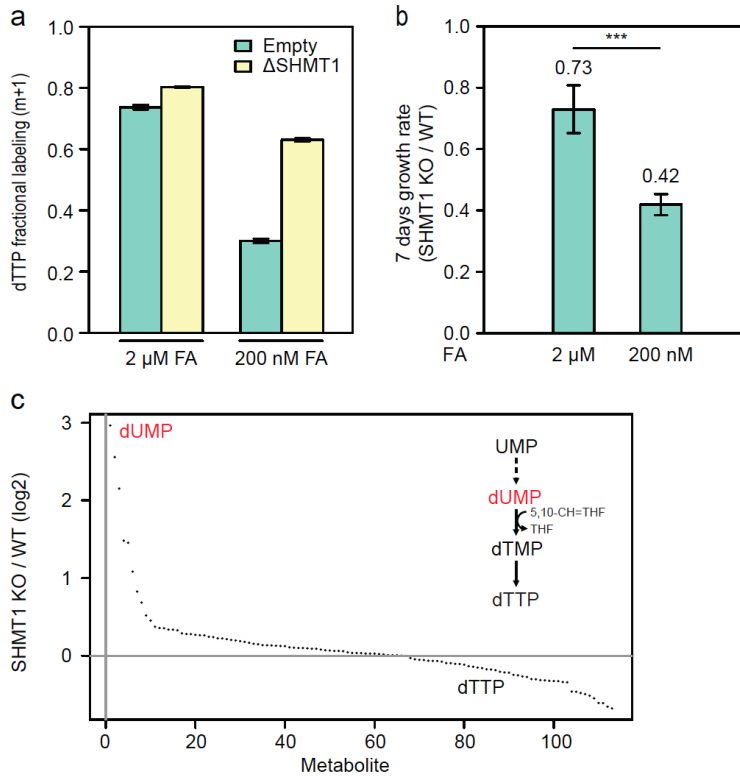 a
Empty
ΔSHMT1
dTTP fractional labeling (m+1)
1.0
0.8
0.6
0.4
0.2
0.0
2 µM FA
200 nM FA
b
***
0.73
0.42
7 days growth rate
(SHMT1 KO / WT)
1.0
0.8
0.6
0.4
0.2
0.0
FA
2 µM
200 nM
c
dUMP
SHMT1 KO / WT (log2)
3
2
1
0
UMP
dUMP
5,10-CH=THF
THF
dTMP
dTTP
dTTP
0
20
40
60
80
100
Metabolite